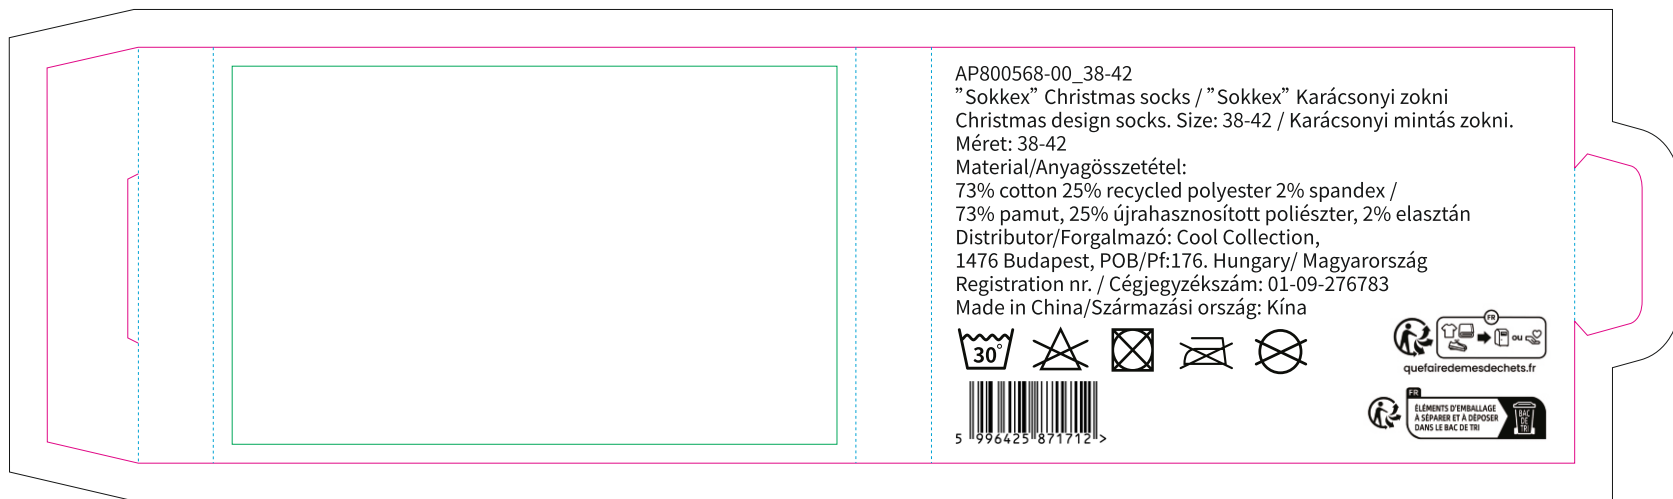 AP800568-00_38-42
”Sokkex” Christmas socks / ”Sokkex” Karácsonyi zokni
Christmas design socks. Size: 38-42 / Karácsonyi mintás zokni.
Méret: 38-42
Material/Anyagösszetétel:
73% cotton 25% recycled polyester 2% spandex /
73% pamut, 25% újrahasznosított poliészter, 2% elasztán
Distributor/Forgalmazó: Cool Collection,
1476 Budapest, POB/Pf:176. Hungary/ Magyarország
Registration nr. / Cégjegyzékszám: 01-09-276783
Made in China/Származási ország: Kína
30°
FR
ou
quefairedemesdechets.fr
5 996425 871712 >
FR
ÉLÉMENTS D'EMBALLAGE
À SÉPARER ET À DÉPOSER
DANS LE BAC DE TRI
BAC
DE
TRI